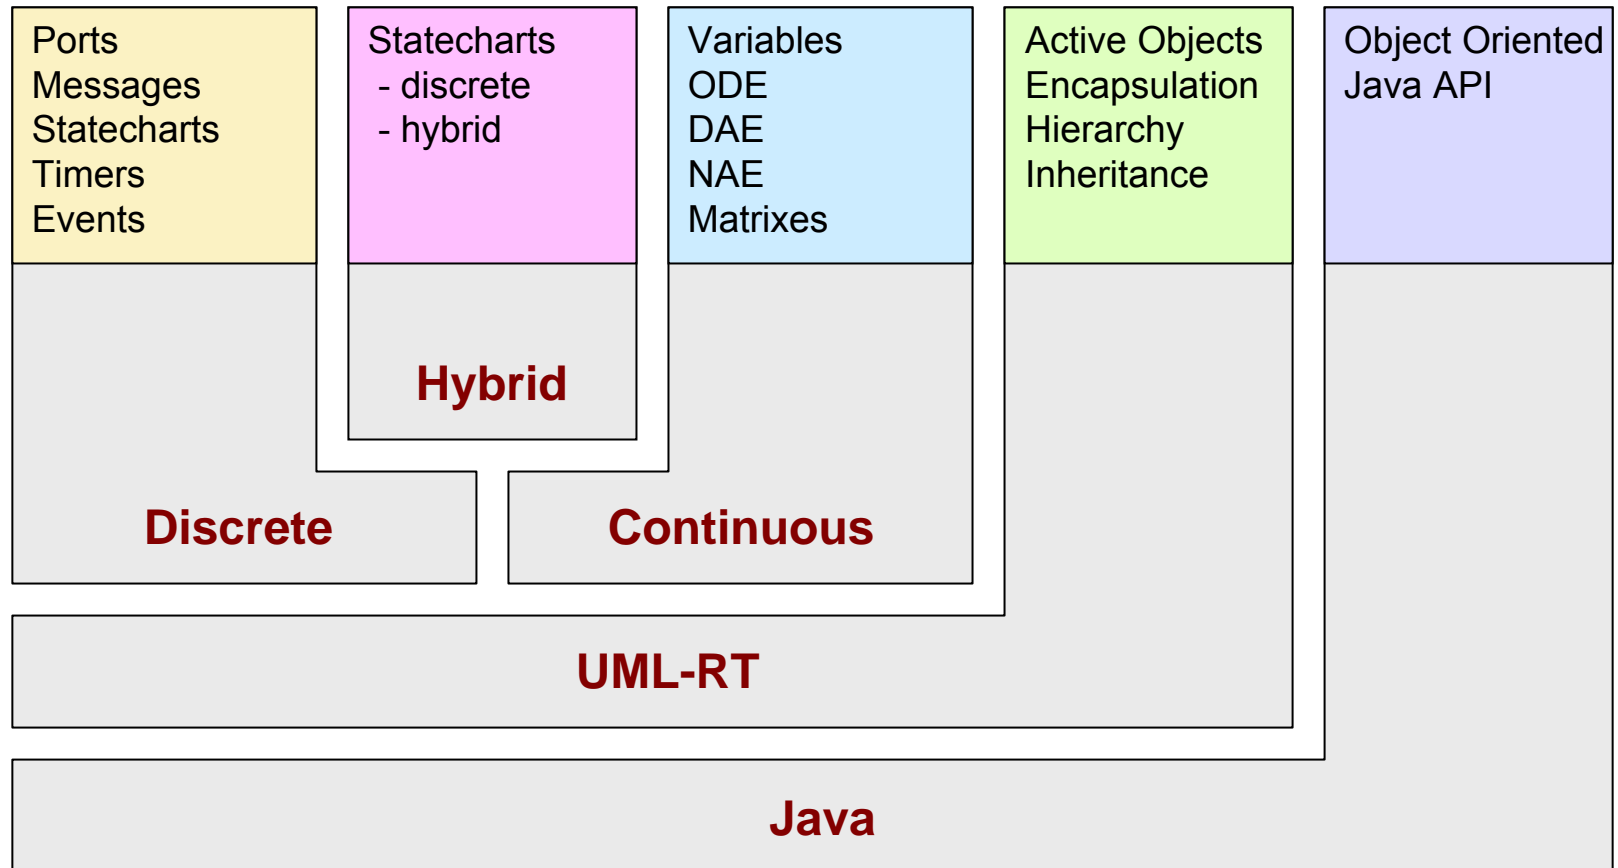 Ports
Messages
Statecharts
Timers
Events
Statecharts
- discrete
- hybrid
Variables
ODE
DAE
NAE
Matrixes
Active Objects
Encapsulation
Hierarchy
Inheritance
Object Oriented
Java API
Hybrid
Discrete
Continuous
UML-RT
Java